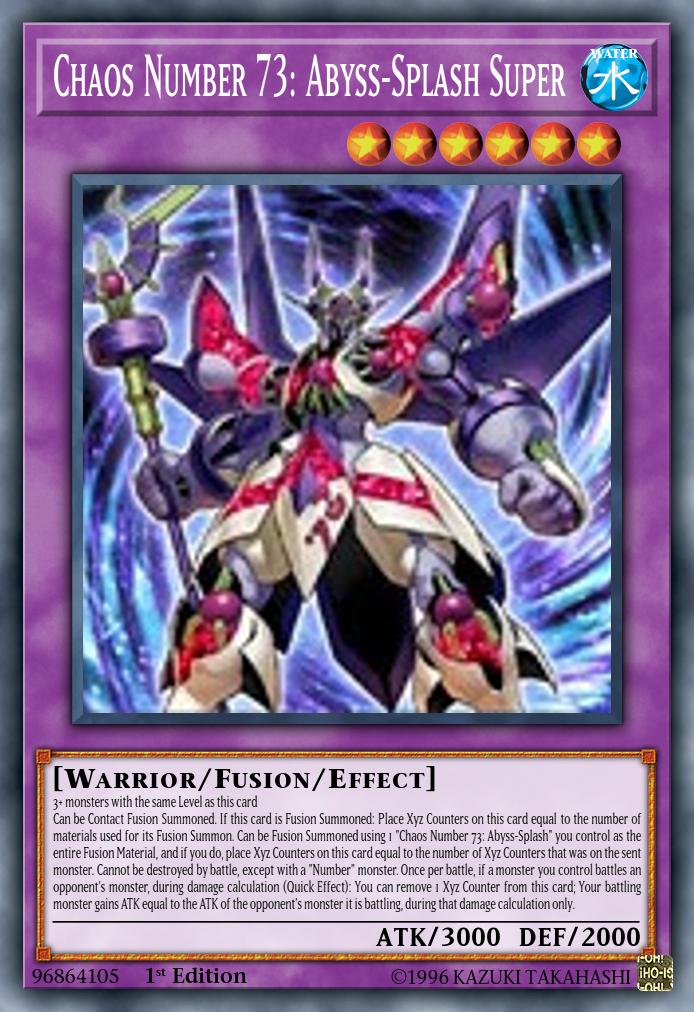 Chaos Number 73: Abyss-Splash Super
WATER
水
73
[Warrior/Fusion/Effect]
3+ monsters with the same Level as this card
Can be Contact Fusion Summoned. If this card is Fusion Summoned: Place Xyz Counters on this card equal to the number of
materials used for its Fusion Summon. Can be Fusion Summoned using 1 "Chaos Number 73: Abyss-Splash" you control as the
entire Fusion Material, and if you do, place Xyz Counters on this card equal to the number of Xyz Counters that was on the sent
monster. Cannot be destroyed by battle, except with a "Number" monster. Once per battle, if a monster you control battles an
opponent's monster, during damage calculation (Quick Effect): You can remove 1 Xyz Counter from this card; Your battling
monster gains ATK equal to the ATK of the opponent's monster it is battling, during that damage calculation only.
ATK/3000 DEF/2000
96864105 1st Edition ©1996 KAZUKI TAKAHASHI